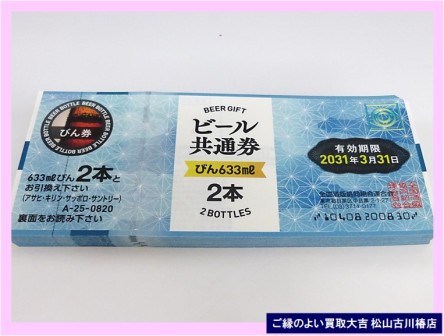 BEER GIFT
ビール
共通券
びん633㎖
2本
2 BOTTLES
BEER BOTTLE BEER BOTTLE BEER BOTTLE
びん券
633㎖びん2本と
お引換え下さい
(アサヒ・キリン・サッポロ・サントリー)
A-25-0820
裏面をお読み下さい
有効期限
2031年3月31日
全国酒販協同組合連合会
ご縁のよい買取大吉 松山古川椿店